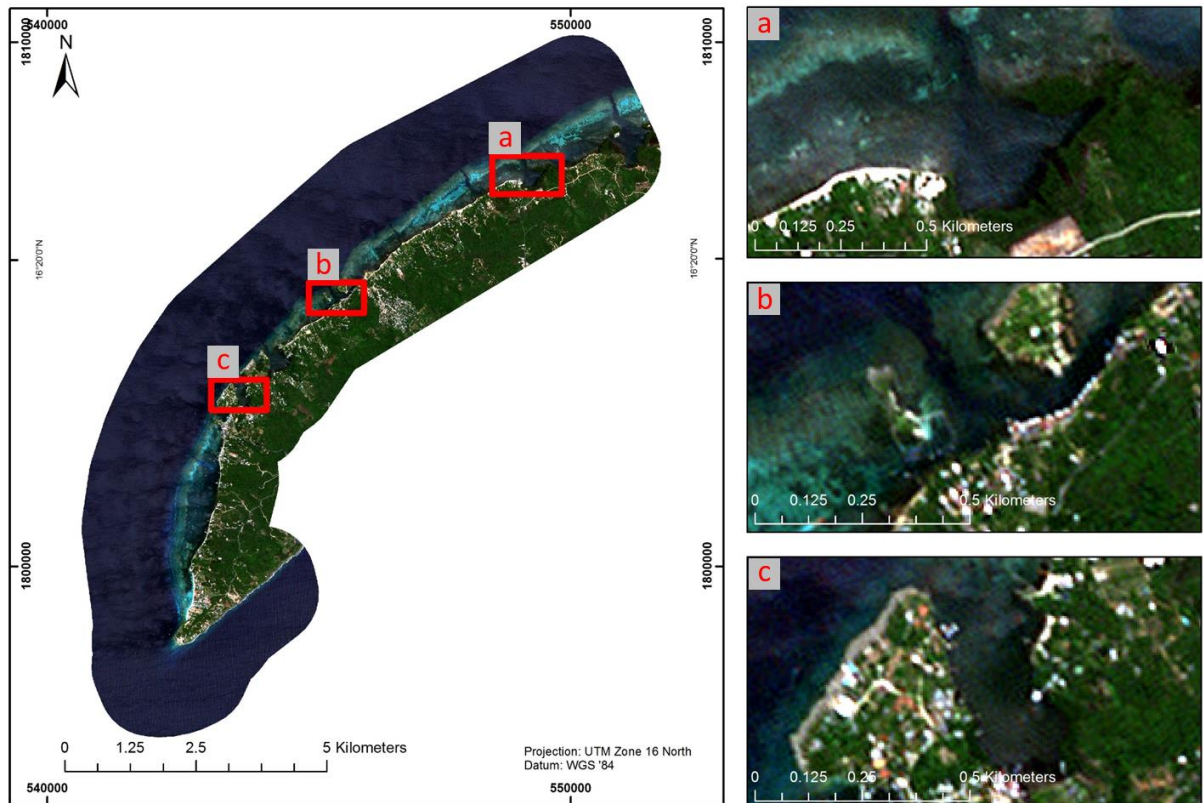 540000
550000
1810000
1810000
N
a
b
c
16°20'0"N
16°20'0"N
1800000
1800000
0 1.25 2.5 5 Kilometers
Projection: UTM Zone 16 North
Datum: WGS '84
540000
550000
a
0 0.125 0.25 0.5 Kilometers
b
0 0.125 0.25 0.5 Kilometers
c
0 0.125 0.25 0.5 Kilometers